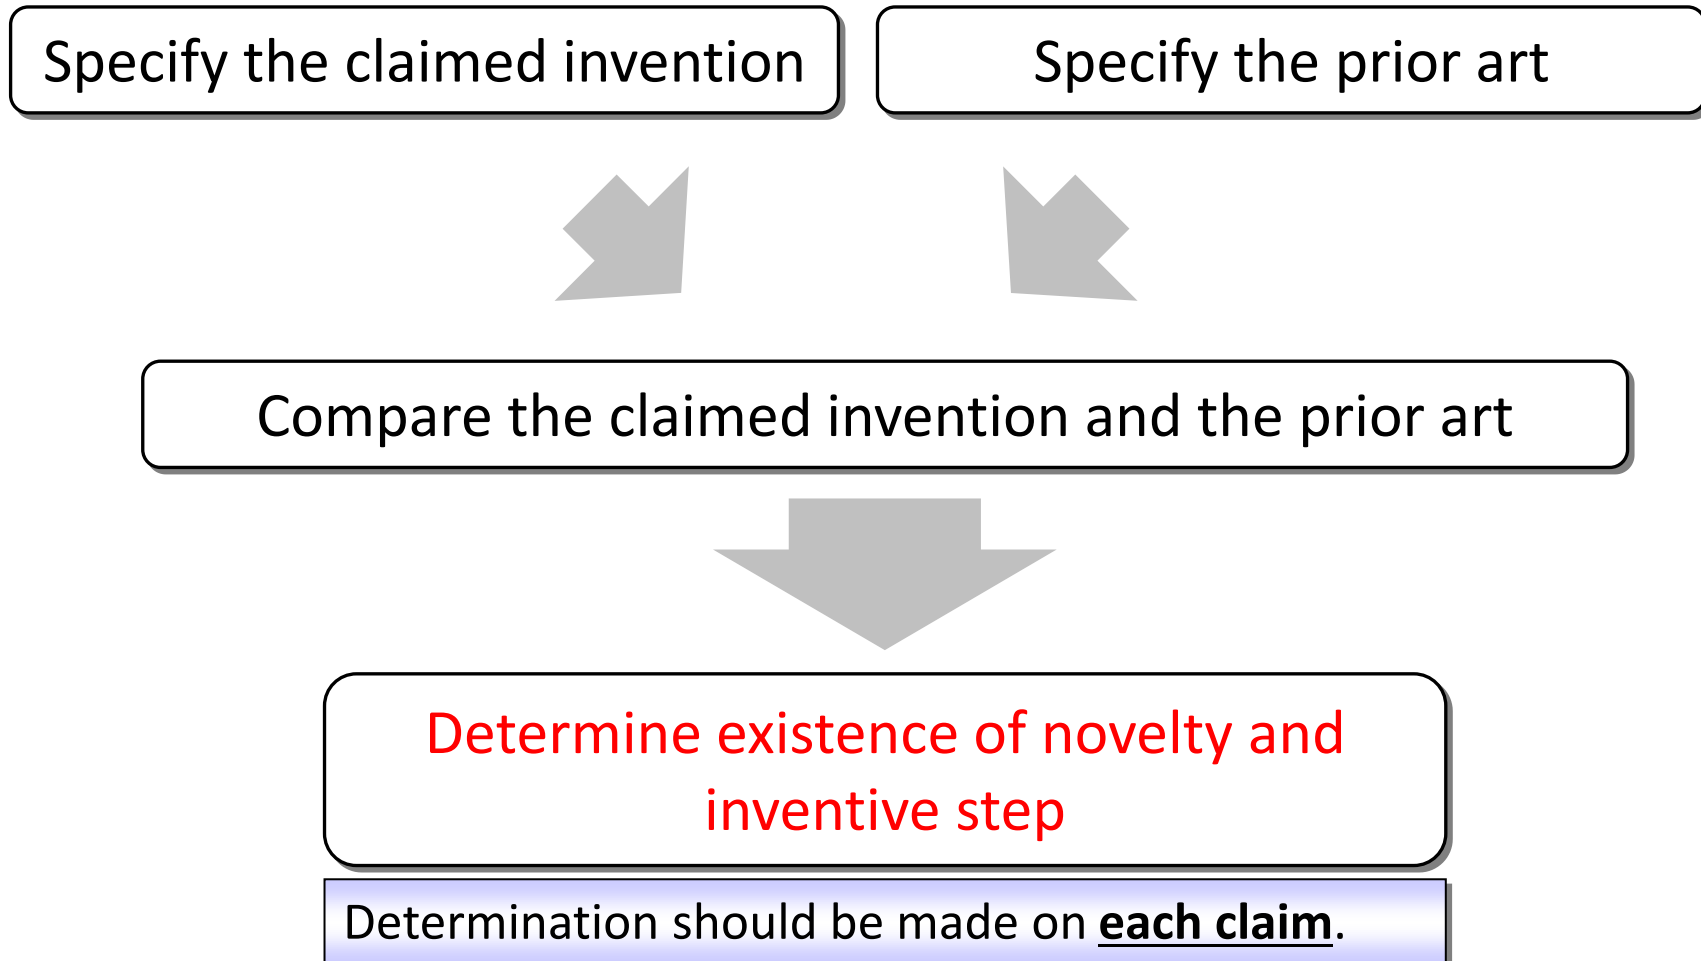 Specify the claimed invention
Specify the prior art
Compare the claimed invention and the prior art
Determine existence of novelty and
inventive step
Determination should be made on each claim.